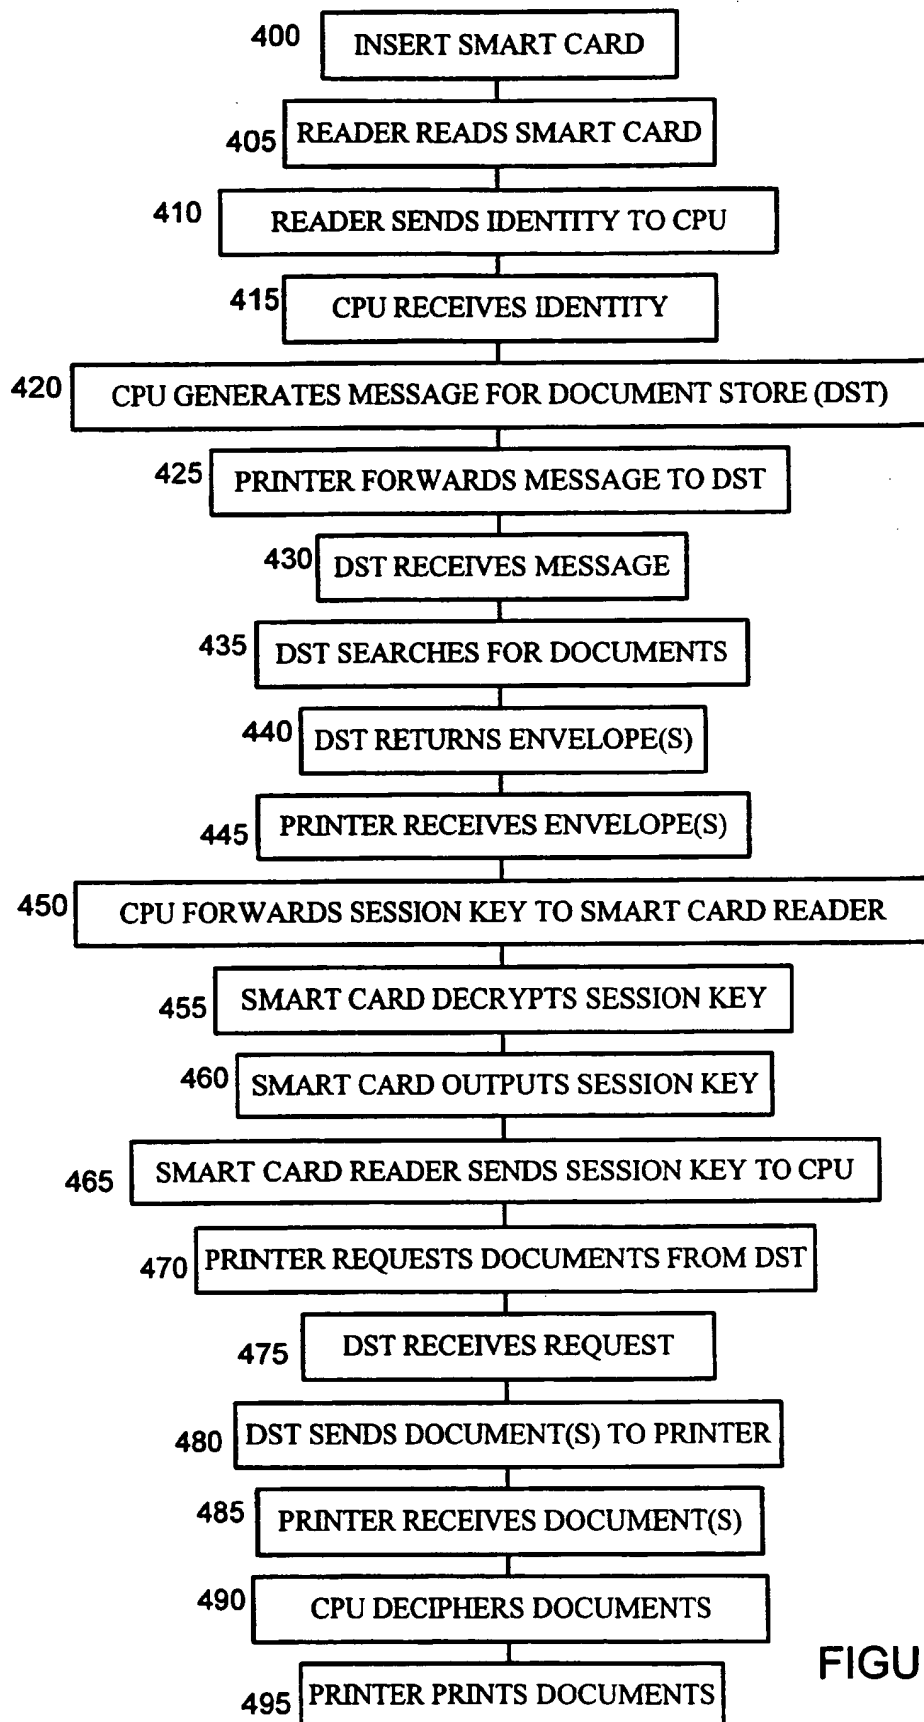 400 INSERT SMART CARD
405 READER READS SMART CARD
410 READER SENDS IDENTITY TO CPU
415 CPU RECEIVES IDENTITY
420 CPU GENERATES MESSAGE FOR DOCUMENT STORE (DST)
425 PRINTER FORWARDS MESSAGE TO DST
430 DST RECEIVES MESSAGE
435 DST SEARCHES FOR DOCUMENTS
440 DST RETURNS ENVELOPE(S)
445 PRINTER RECEIVES ENVELOPE(S)
450 CPU FORWARDS SESSION KEY TO SMART CARD READER
455 SMART CARD DECRYPTS SESSION KEY
460 SMART CARD OUTPUTS SESSION KEY
465 SMART CARD READER SENDS SESSION KEY TO CPU
470 PRINTER REQUESTS DOCUMENTS FROM DST
475 DST RECEIVES REQUEST
480 DST SENDS DOCUMENT(S) TO PRINTER
485 PRINTER RECEIVES DOCUMENT(S)
490 CPU DECIPHERS DOCUMENTS
495 PRINTER PRINTS DOCUMENTS
FIGU